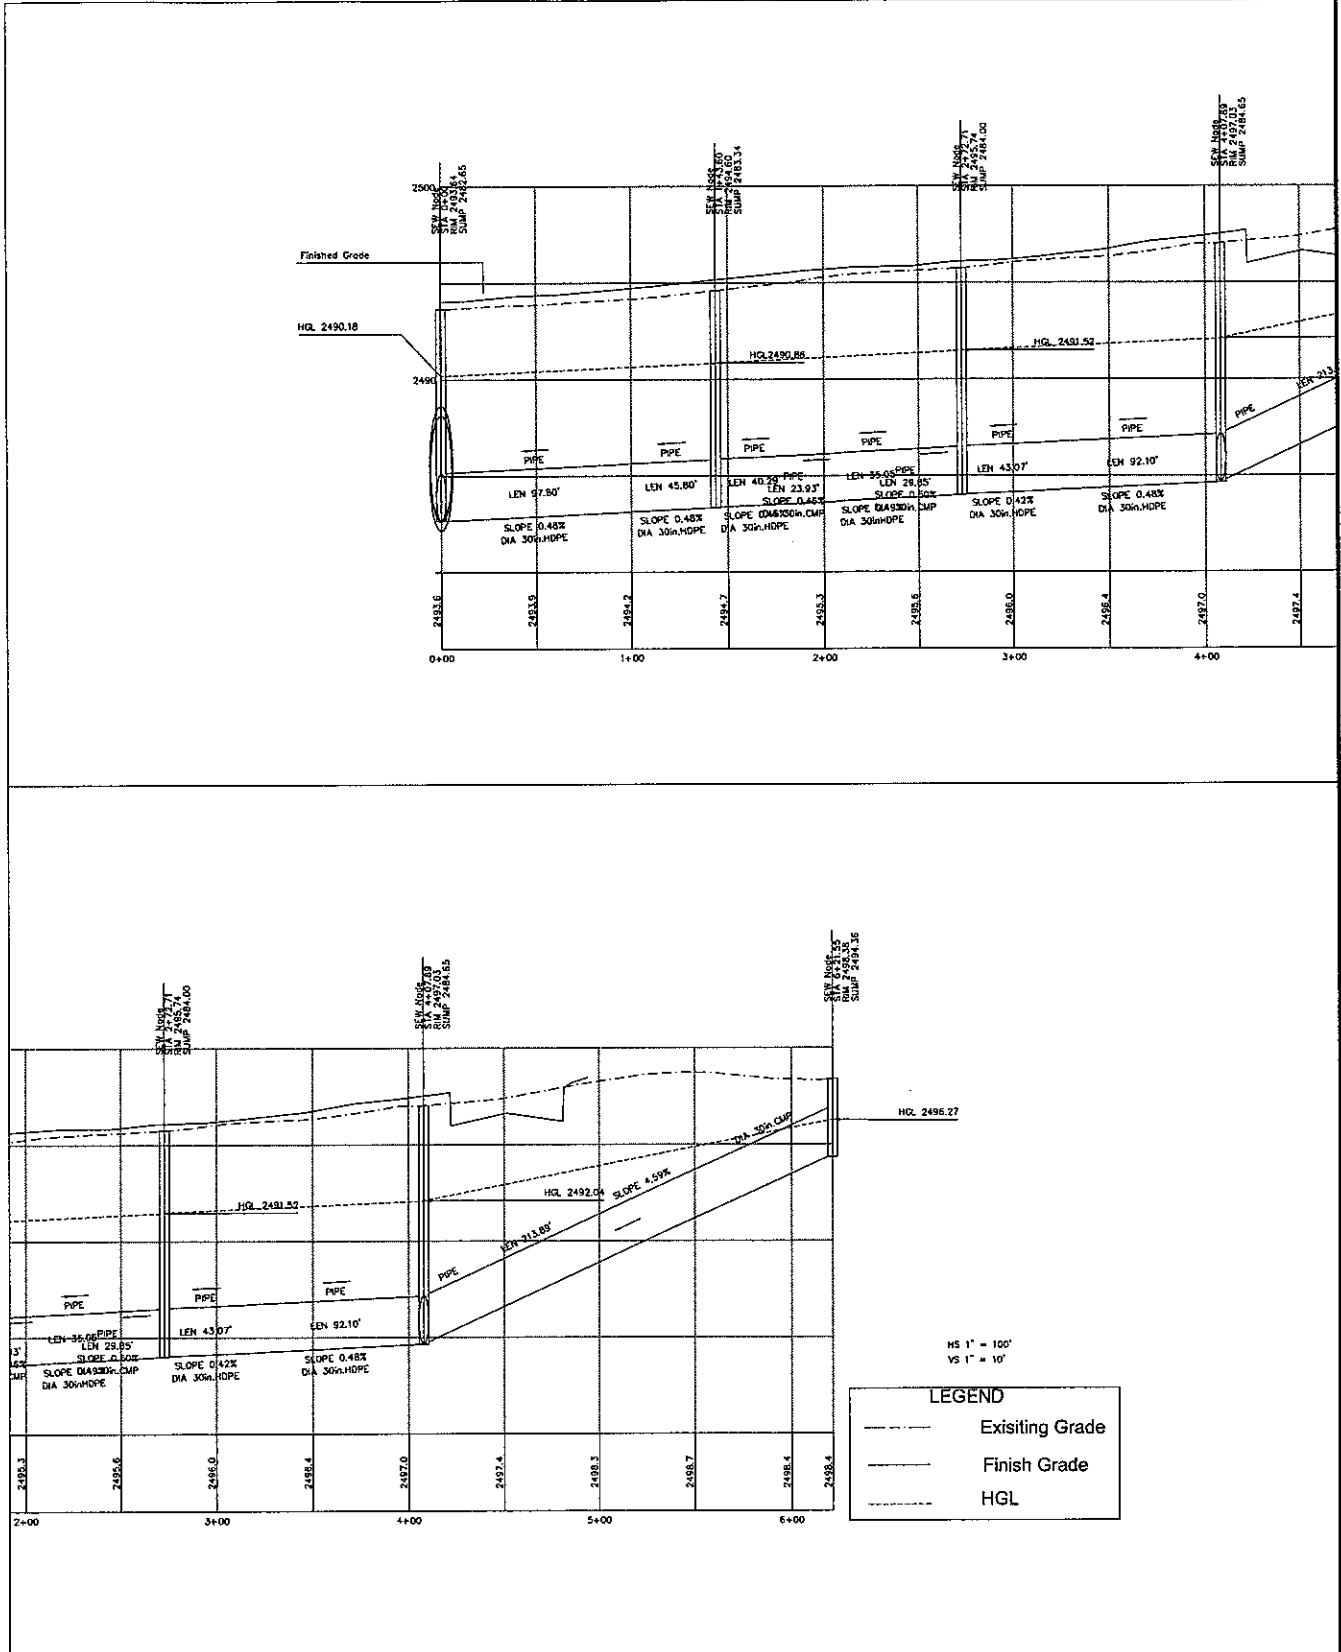 SEW Node
STA 0+00
RIM 2493.64
SUMP 2482.65
SEW Node
STA 1+43.60
RIM 2494.60
SUMP 2483.34
SEW Node
STA 2+72.71
RIM 2495.74
SUMP 2484.00
SEW Node
STA 4+07.89
RIM 2497.03
SUMP 2484.65
2500
Finished Grade
HGL 2490.18
HGL 2490.86
HGL 2491.52
2490
LEN 213.
PIPE
PIPE
PIPE
PIPE
PIPE
PIPE
PIPE
PIPE
PIPE
LEN 97.80'
LEN 45.80'
LEN 40.29
LEN 23.93'
LEN 35.05
LEN 29.85'
LEN 43.07'
LEN 92.10'
SLOPE 0.48%
DIA 30in.HDPE
SLOPE 0.48%
DIA 30in.HDPE
SLOPE 0.46%
DIA 30in.HDPE
SLOPE 0.60%
DIA 30inHDPE
SLOPE 0.42%
DIA 30in.HDPE
SLOPE 0.48%
DIA 30in.HDPE
2493.6
2493.9
2494.2
2494.7
2495.3
2495.6
2496.0
2496.4
2497.0
2497.4
0+00
1+00
2+00
3+00
4+00
SEW Node
STA 2+72.71
RIM 2495.74
SUMP 2484.00
SEW Node
STA 4+07.89
RIM 2497.03
SUMP 2484.65
SEW Node
STA 6+21.55
RIM 2498.38
SUMP 2494.36
HGL 2496.27
DIA 30in.CMP
SLOPE 4.59%
HGL 2491.52
HGL 2492.04
LEN 213.89'
PIPE
PIPE
PIPE
PIPE
PIPE
LEN 35.05
LEN 29.85'
LEN 43.07'
LEN 92.10'
SLOPE 0.60%
DIA 30inHDPE
SLOPE 0.42%
DIA 30in.HDPE
SLOPE 0.48%
DIA 30in.HDPE
HS 1" = 100'
VS 1" = 10'
LEGEND
Exisiting Grade
Finish Grade
HGL
2495.3
2495.6
2496.0
2496.4
2497.0
2497.4
2498.3
2498.7
2498.4
2498.4
2+00
3+00
4+00
5+00
6+00